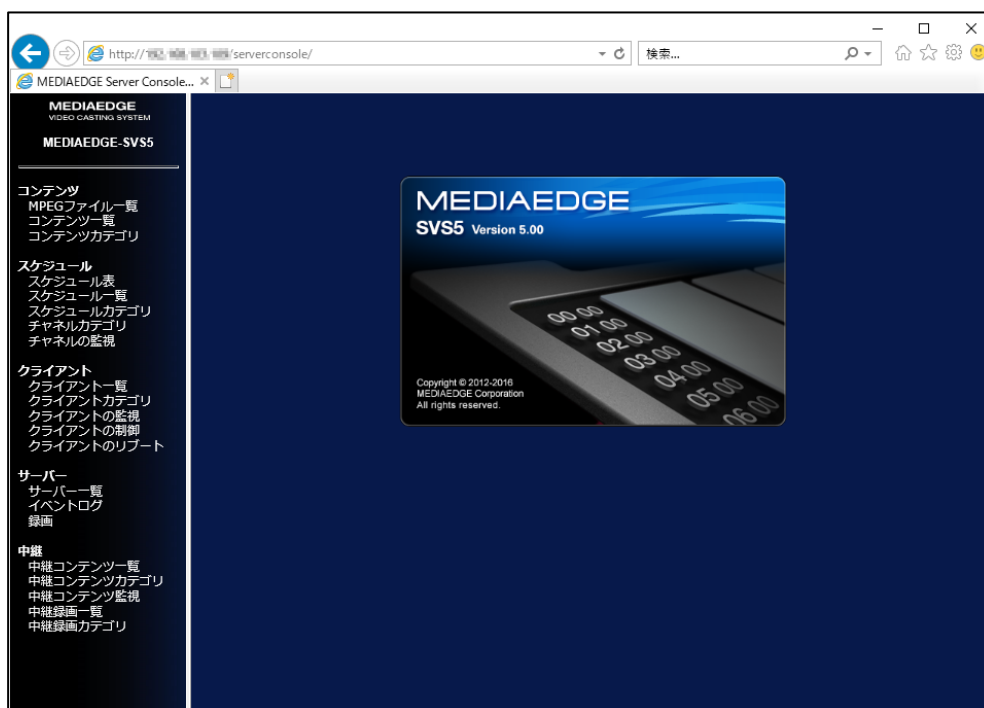 http:// /serverconsole/
検索...
MEDIAEDGE Server Console...
MEDIAEDGE
VIDEO CASTING SYSTEM
MEDIAEDGE-SVS5
コンテンツ
MPEGファイル一覧
コンテンツ一覧
コンテンツカテゴリ
スケジュール
スケジュール表
スケジュール一覧
スケジュールカテゴリ
チャネルカテゴリ
チャネルの監視
クライアント
クライアント一覧
クライアントカテゴリ
クライアントの監視
クライアントの制御
クライアントのリブート
サーバー
サーバー一覧
イベントログ
録画
中継
中継コンテンツ一覧
中継コンテンツカテゴリ
中継コンテンツ監視
中継録画一覧
中継録画カテゴリ
MEDIAEDGE
SVS5 Version 5.00
00 00
01 00
02 00
03 00
04 00
05 00
06 00
Copyright © 2012-2016
MEDIAEDGE Corporation
All rights reserved.